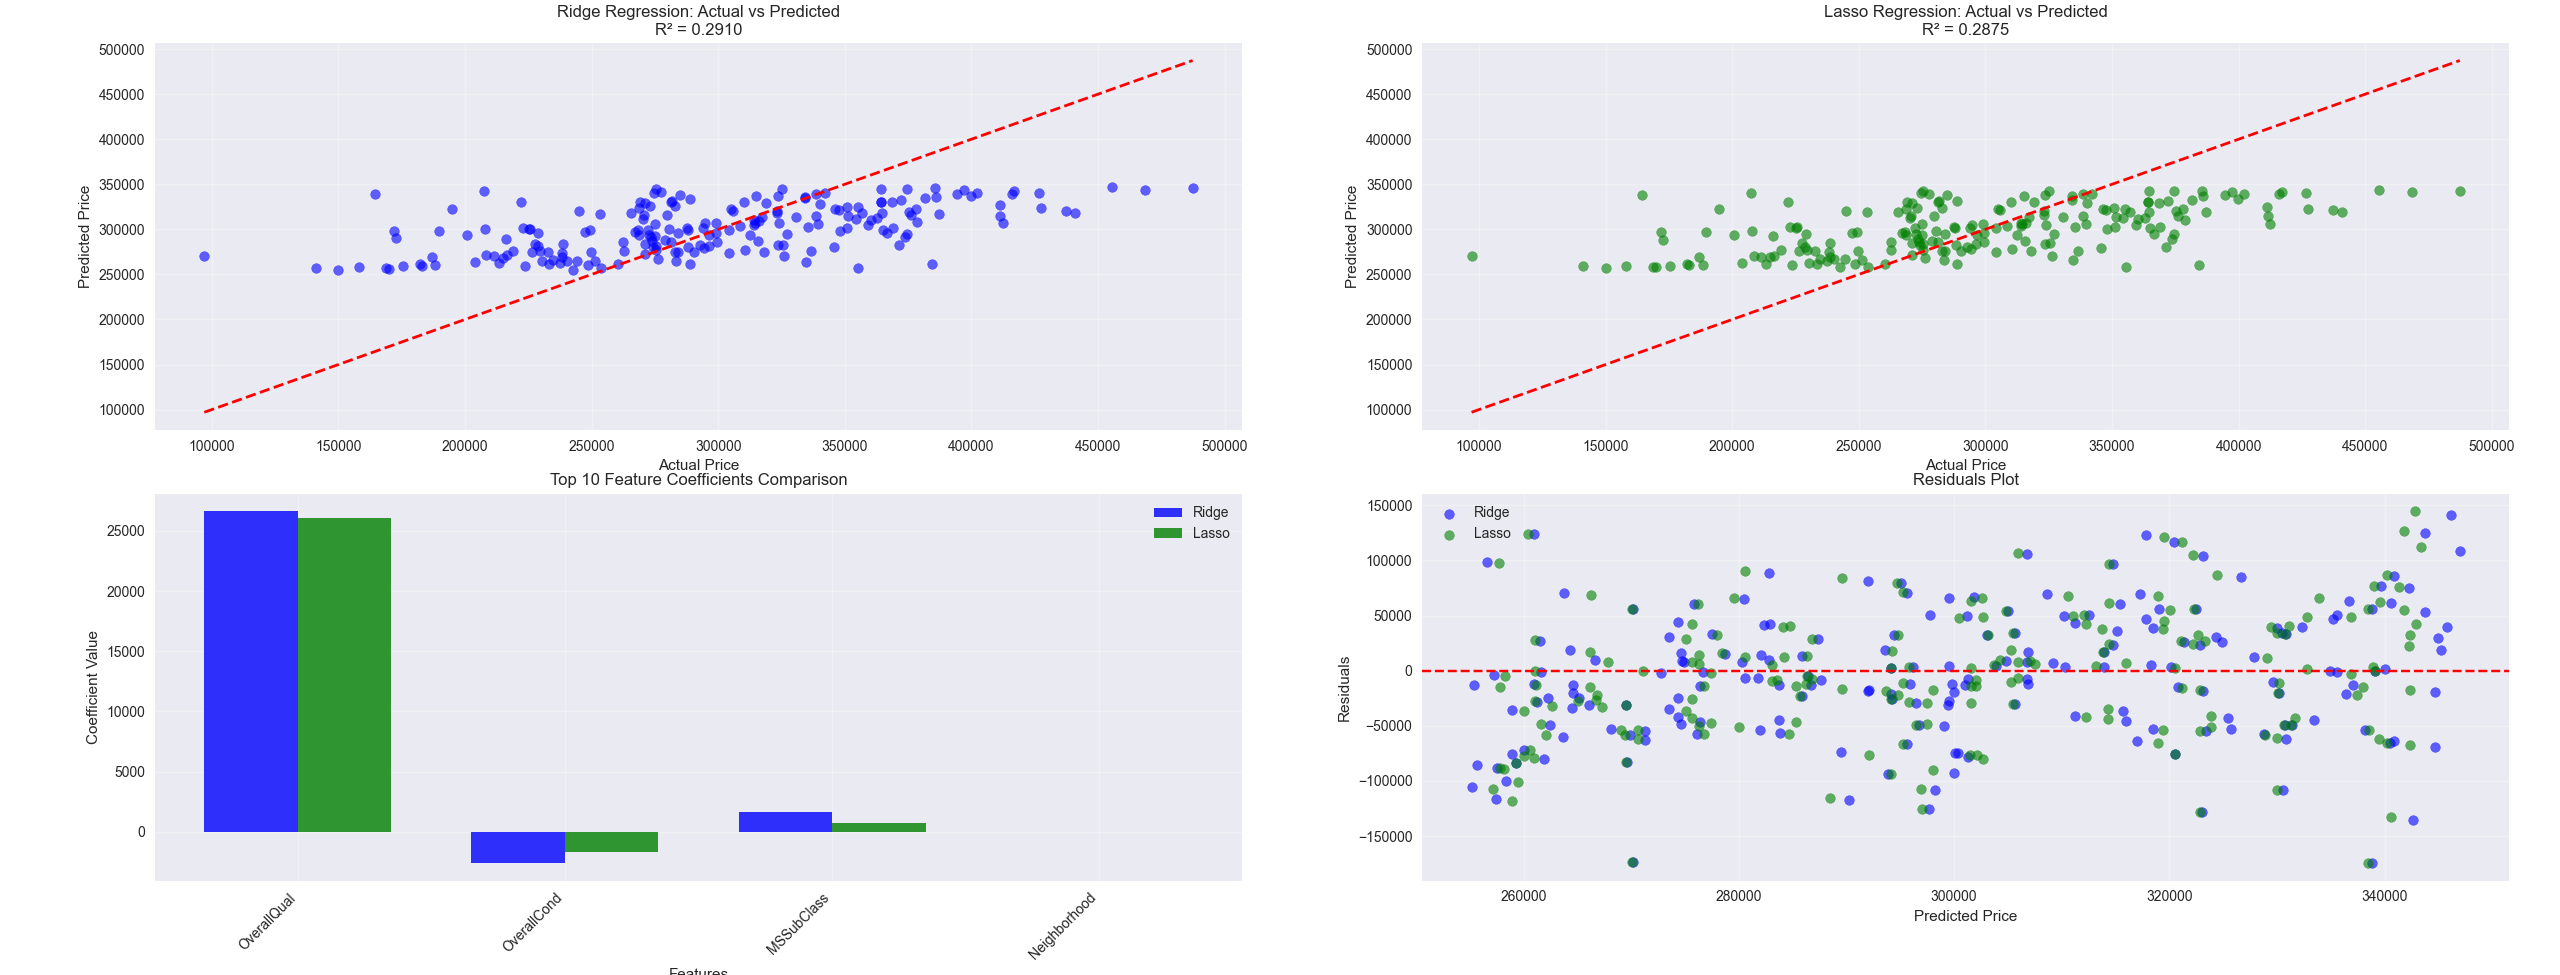 Ridge Regression: Actual vs Predicted
R² = 0.2910
500000
450000
400000
350000
300000
250000
200000
150000
100000
Predicted Price
100000 150000 200000 250000 300000 350000 400000 450000 500000
Actual Price
Lasso Regression: Actual vs Predicted
R² = 0.2875
500000
450000
400000
350000
300000
250000
200000
150000
100000
Predicted Price
100000 150000 200000 250000 300000 350000 400000 450000 500000
Actual Price
Top 10 Feature Coefficients Comparison
Ridge
Lasso
25000
20000
15000
10000
5000
0
Coefficient Value
OverallQual
OverallCond
MSSubClass
Neighborhood
Features
Residuals Plot
Ridge
Lasso
150000
100000
50000
0
−50000
−100000
−150000
Residuals
260000 280000 300000 320000 340000
Predicted Price